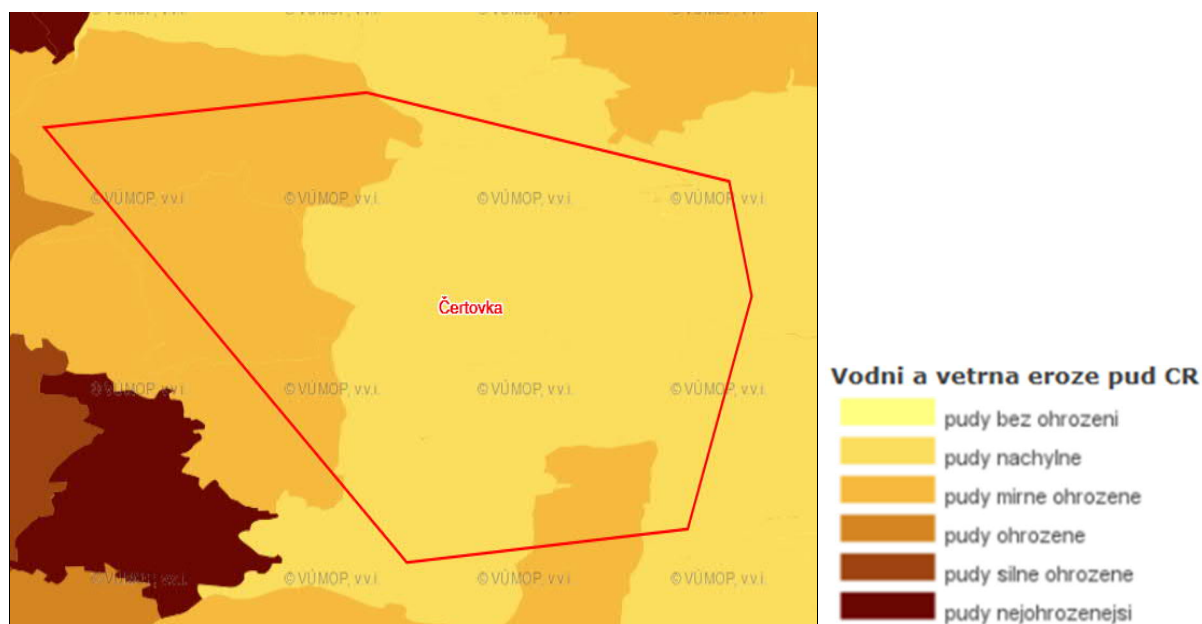 © VÚMOP, v.v.i. © VÚMOP, v.v.i. © VÚMOP, v.v.i. © VÚMOP, v.v.i.
Čertovka
© VÚMOP, v.v.i. © VÚMOP, v.v.i. © VÚMOP, v.v.i. © VÚMOP, v.v.i.
© VÚMOP, v.v.i. © VÚMOP, v.v.i. © VÚMOP, v.v.i. © VÚMOP, v.v.i.
Vodni a vetrna eroze pud CR
pudy bez ohrozeni
pudy nachylne
pudy mirne ohrozene
pudy ohrozene
pudy silne ohrozene
pudy nejohrozenejsi